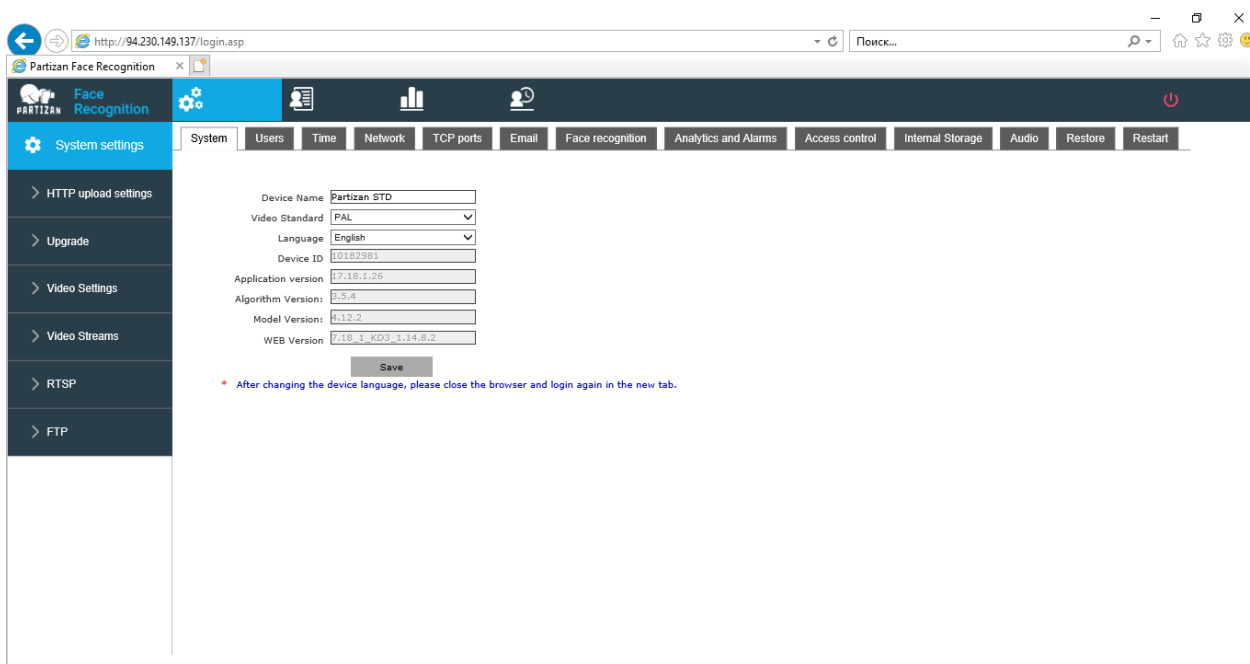 http://94.230.149.137/login.asp
Поиск...
Partizan Face Recognition
PARTIZAN
Face
Recognition
System settings
System Users Time Network TCP ports Email Face recognition Analytics and Alarms Access control Internal Storage Audio Restore Restart
HTTP upload settings
Upgrade
Video Settings
Video Streams
RTSP
FTP
Device Name Partizan STD
Video Standard PAL
Language English
Device ID 10182981
Application version 17.18.1.26
Algorithm Version: 3.5.4
Model Version: 4.12.2
WEB Version 7.18_1_KD3_1.14.8.2
Save
* After changing the device language, please close the browser and login again in the new tab.